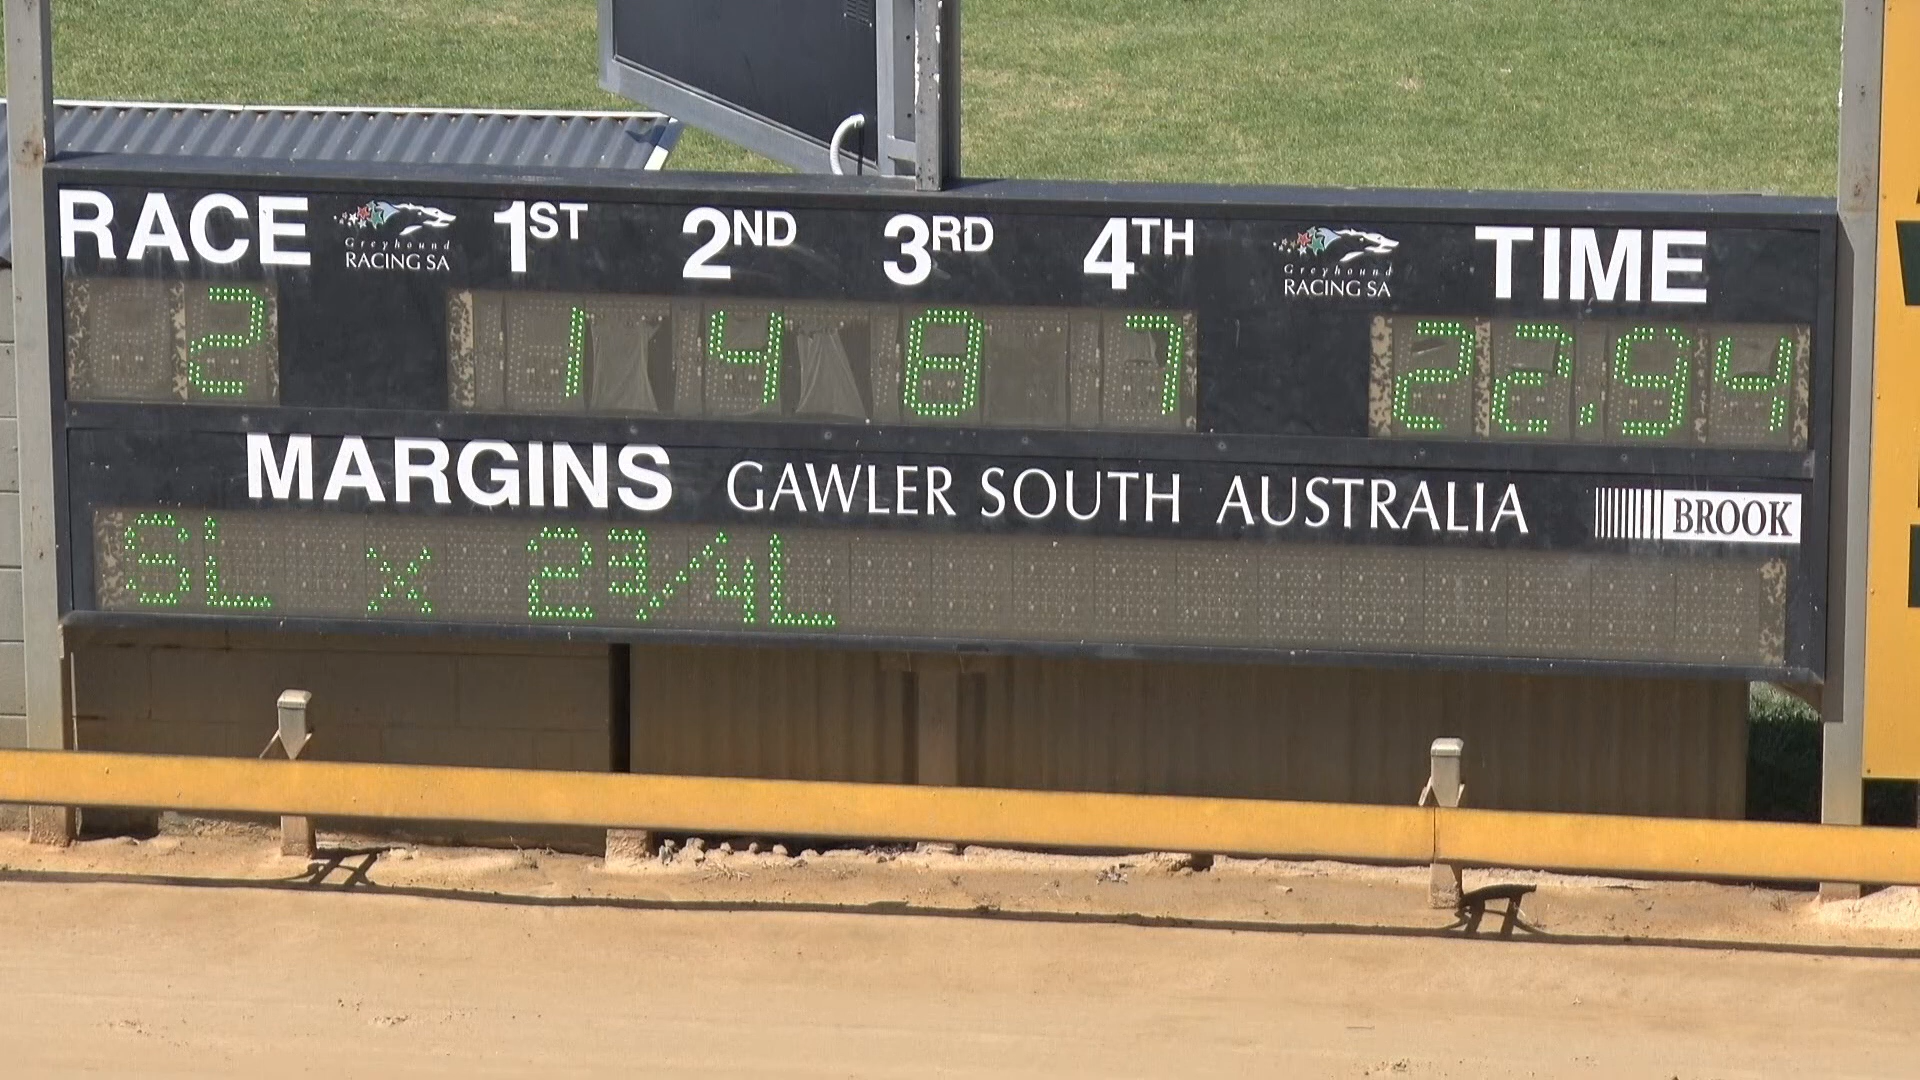 RACE Greyhound RACING SA 1ST 2ND 3RD 4TH Greyhound RACING SA TIME
2 1 4 8 7 22.94
MARGINS GAWLER SOUTH AUSTRALIA BROOK
SL x 2 3/4L